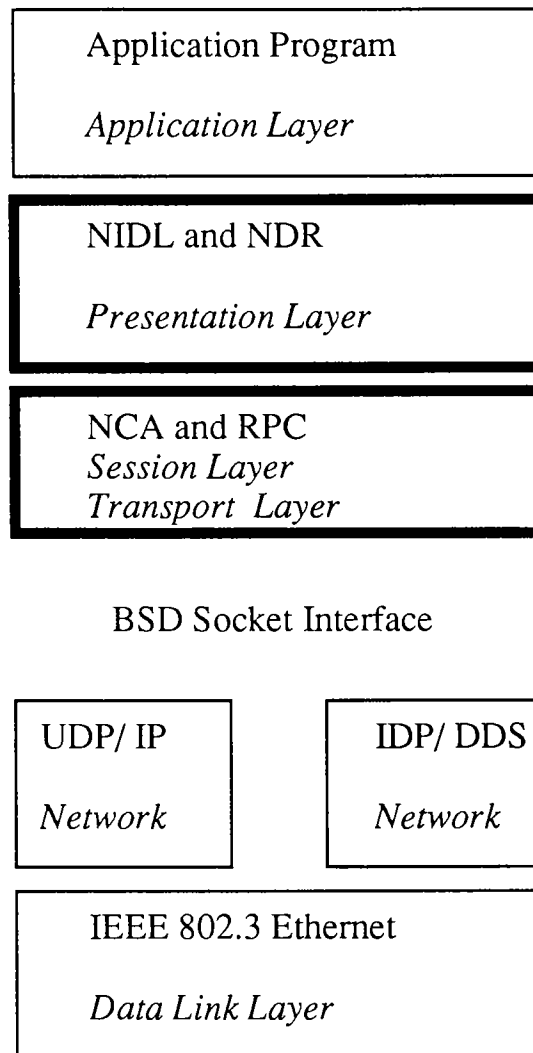 Application Program
Application Layer
NIDL and NDR
Presentation Layer
NCA and RPC
Session Layer
Transport Layer
BSD Socket Interface
UDP/ IP
Network
IDP/ DDS
Network
IEEE 802.3 Ethernet
Data Link Layer